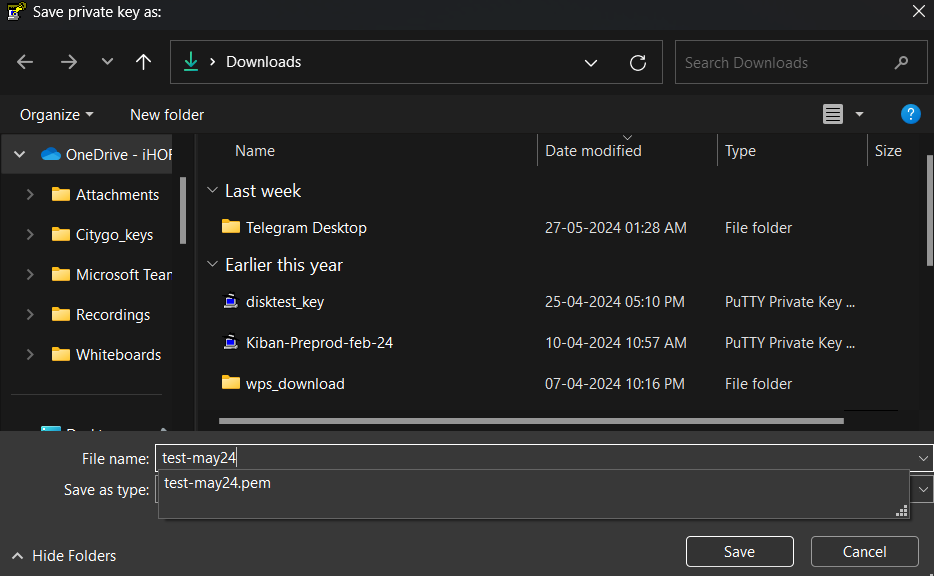 Save private key as:
Downloads
Search Downloads
Organize
New folder
?
OneDrive - iHOF
Attachments
Citygo_keys
Microsoft Tear
Recordings
Whiteboards
Name
Date modified
Type
Size
Last week
Telegram Desktop
27-05-2024 01:28 AM
File folder
Earlier this year
disktest_key
25-04-2024 05:10 PM
PuTTY Private Key ...
Kiban-Preprod-feb-24
10-04-2024 10:57 AM
PuTTY Private Key ...
wps_download
07-04-2024 10:16 PM
File folder
File name:
test-may24
Save as type:
test-may24.pem
Hide Folders
Save
Cancel